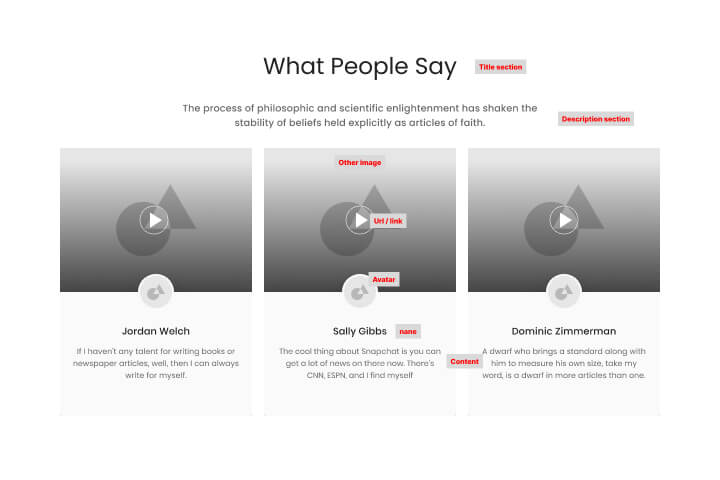 What People Say
Title section
The process of philosophic and scientific enlightenment has shaken the
stability of beliefs held explicitly as articles of faith.
Description section
Other image
Url / link
Avatar
Jordan Welch
If I haven't any talent for writing books or
newspaper articles, well, then I can always
write for myself.
Sally Gibbs
nane
The cool thing about Snapchat is you can
get a lot of news on there now. There's
CNN, ESPN, and I find myself
Content
Dominic Zimmerman
A dwarf who brings a standard along with
him to measure his own size, take my
word, is a dwarf in more articles than one.